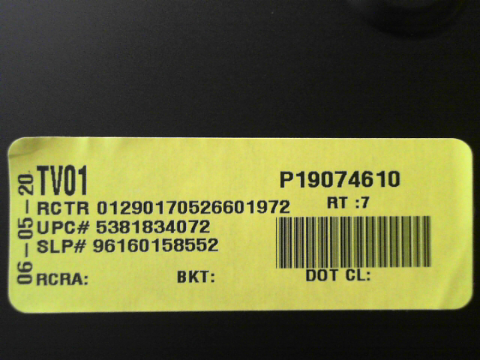 06-05-20
TV01
P19074610
RCTR 01290170526601972
RT :7
UPC# 5381834072
SLP# 96160158552
RCRA:
BKT:
DOT CL: